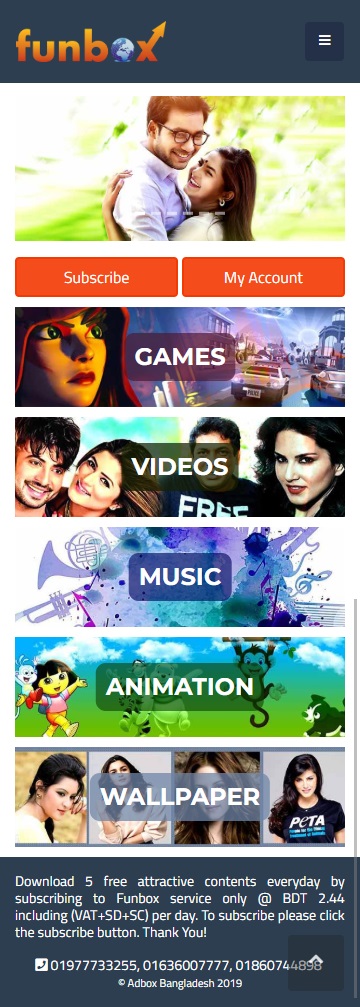 funbox
Subscribe
My Account
GAMES
VIDEOS
FREE
MUSIC
ANIMATION
WALLPAPER
PETA
Download 5 free attractive contents everyday by
subscribing to Funbox service only @ BDT 2.44
including (VAT+SD+SC) per day. To subscribe please click
the subscribe button. Thank You!
01977733255, 01636007777, 01860744898
© Adbox Bangladesh 2019